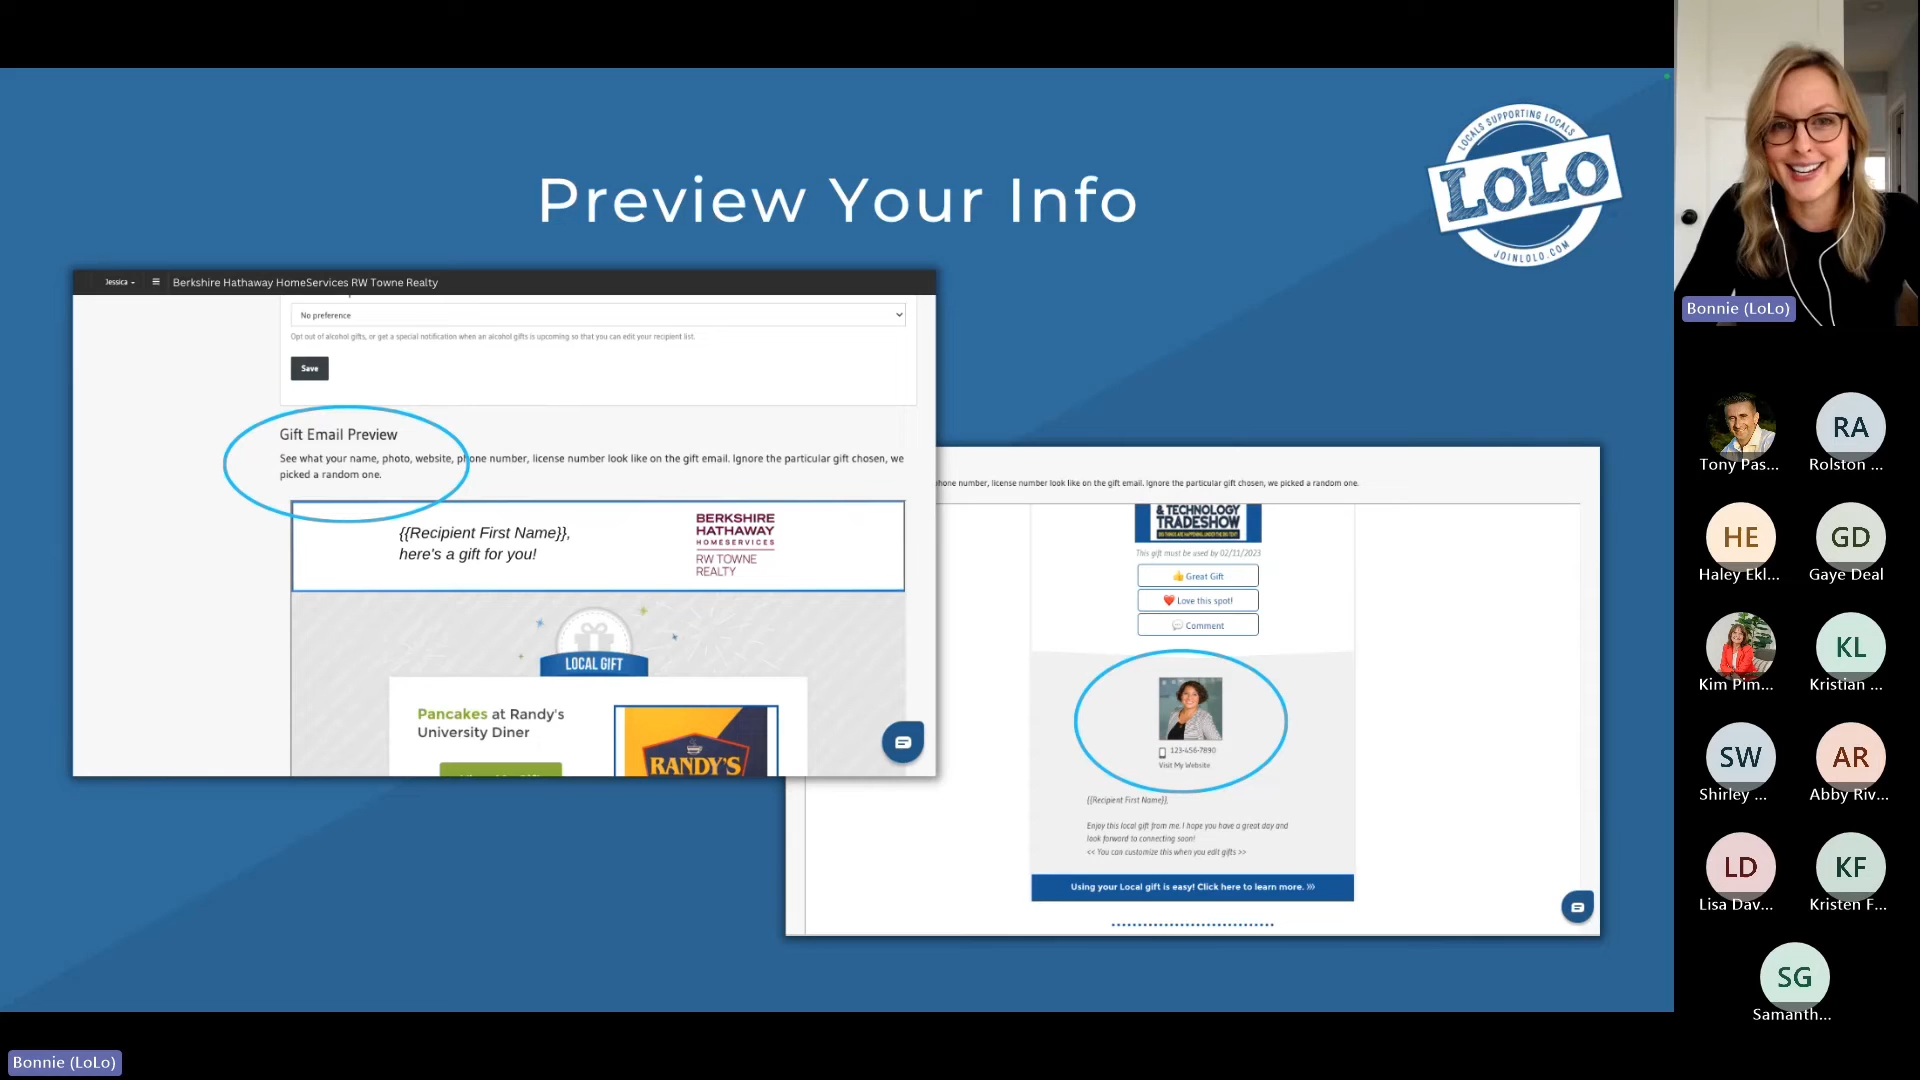 Preview Your Info
LOCALS SUPPORTING LOCALS
LOLO
JOINLOLO.COM
Jessica
Berkshire Hathaway HomeServices RW Towne Realty
No preference
Opt out of alcohol gifts, or get a special notification when an alcohol gifts is upcoming so that you can edit your recipient list.
Save
Gift Email Preview
See what your name, photo, website, phone number, license number look like on the gift email. Ignore the particular gift chosen, we
picked a random one.
{{Recipient First Name}},
here's a gift for you!
BERKSHIRE
HATHAWAY
HOMESERVICES
RW TOWNE
REALTY
LOCAL GIFT
Pancakes at Randy's
University Diner
RANDY'S
hone number, license number look like on the gift email. Ignore the particular gift chosen, we picked a random one.
& TECHNOLOGY
TRADESHOW
This gift must be used by 02/11/2023
👍 Great Gift
❤️ Love this spot!
💬 Comment
123-456-7890
Visit My Website
{{Recipient First Name}},
Enjoy this local gift from me. I hope you have a great day and
look forward to connecting soon!
<< You can customize this when you edit gifts >>
Using your Local gift is easy! Click here to learn more. »»
Bonnie (LoLo)
Tony Pas...
RA
Rolston ...
HE
Haley Ekl...
GD
Gaye Deal
Kim Pim...
KL
Kristian ...
SW
Shirley ...
AR
Abby Riv...
LD
Lisa Dav...
KF
Kristen F...
SG
Samanth...
Bonnie (LoLo)